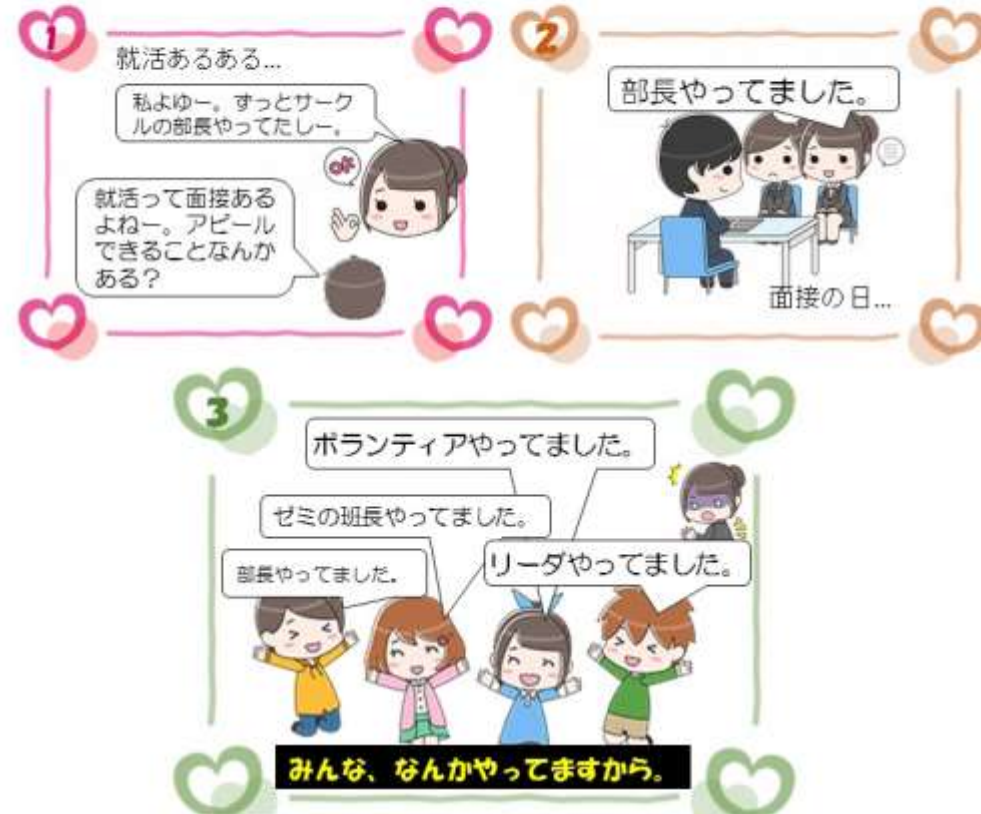 1
就活あるある...
私よゆー。ずっとサーク
ルの部長やってたしー。
OK
就活って面接ある
よねー。アピール
できることなんか
ある？
2
部長やってました。
面接の日...
3
ボランティアやってました。
ゼミの班長やってました。
リーダやってました。
部長やってました。
みんな、なんかやってますから。